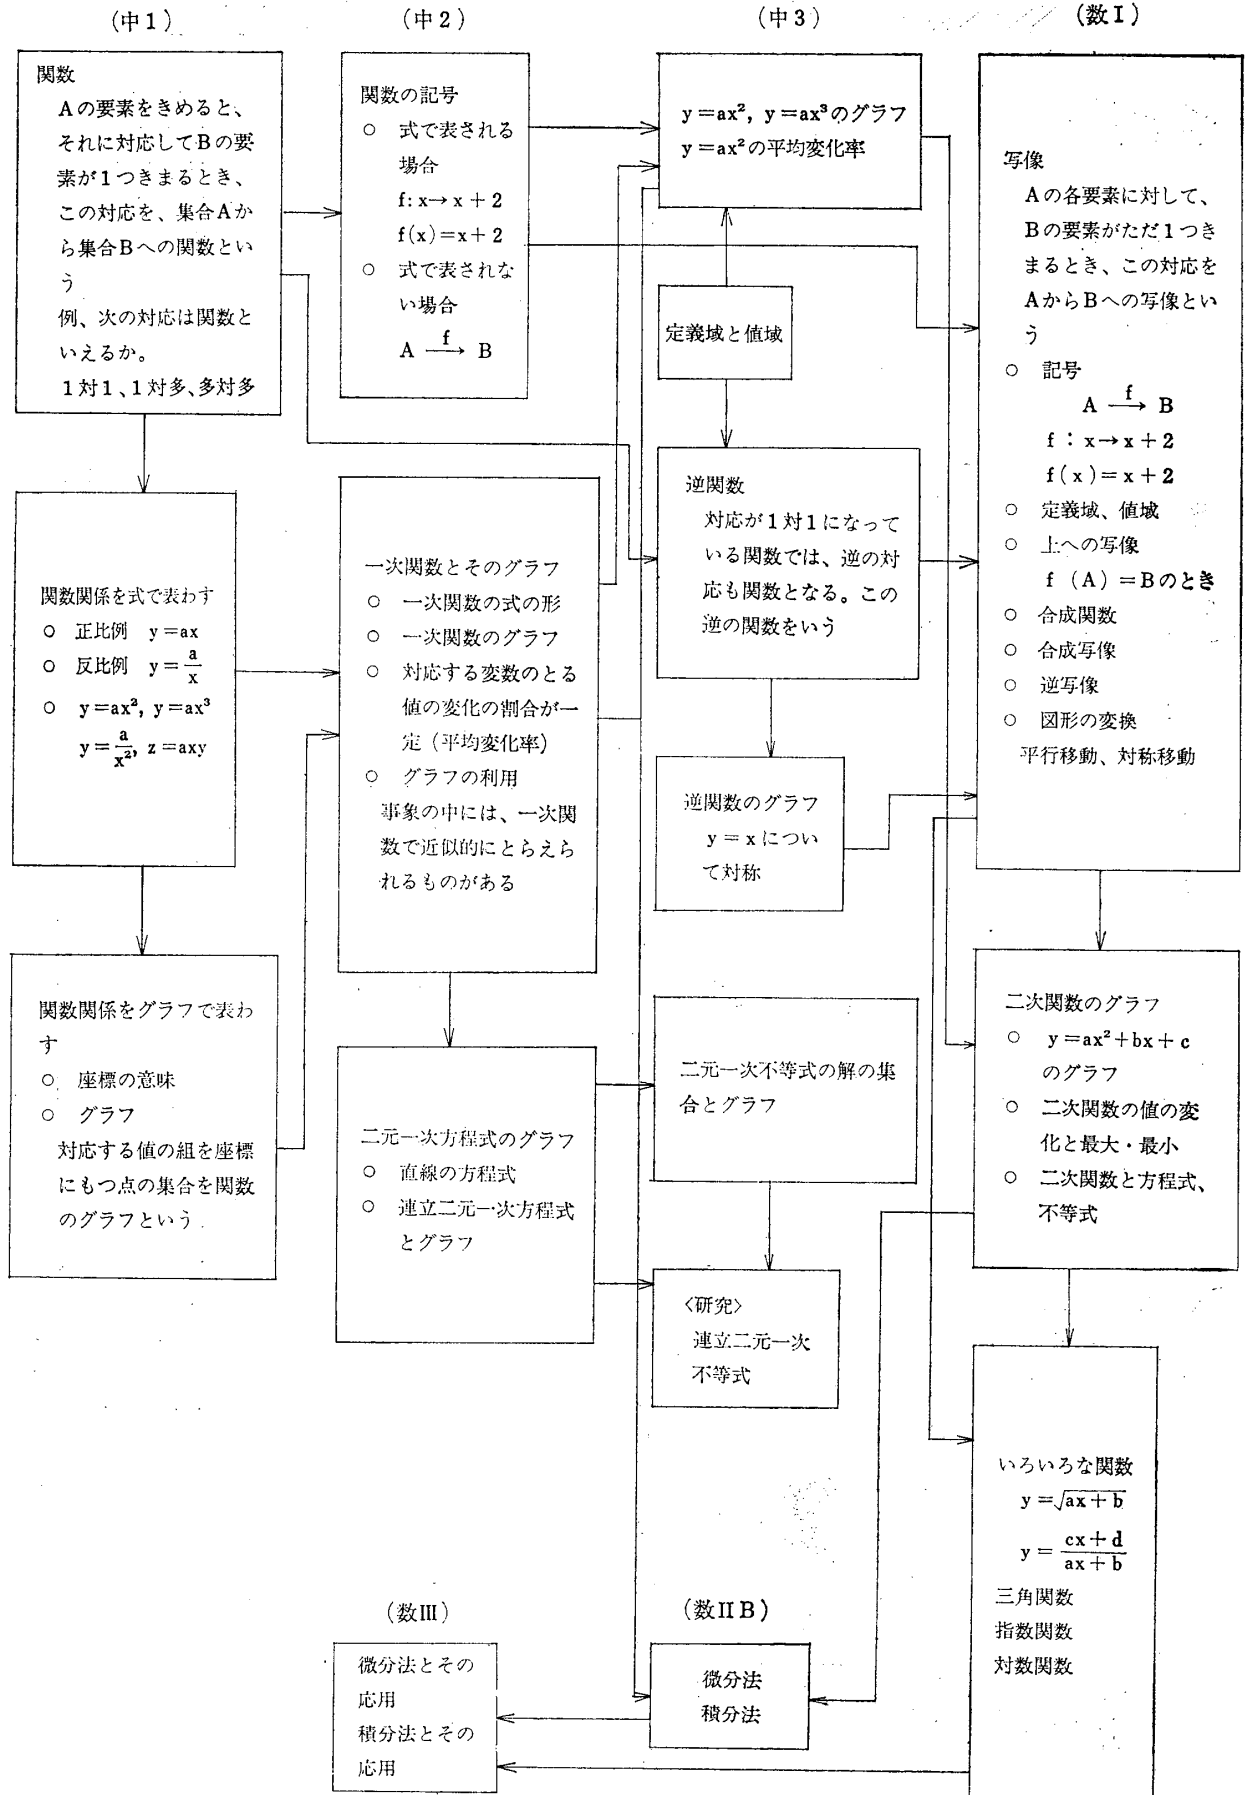 (中1)
関数
Aの要素をきめると、
それに対応してBの要
素が1つきまるとき、
この対応を、集合Aか
ら集合Bへの関数とい
う
例、次の対応は関数と
いえるか。
1対1、1対多、多対多
関数関係を式で表わす
○ 正比例 y=ax
○ 反比例 y=a/x
○ y=ax², y=ax³
y=a/x², z=axy
関数関係をグラフで表わ
す
○ 座標の意味
○ グラフ
対応する値の組を座標
にもつ点の集合を関数
のグラフという
(中2)
関数の記号
○ 式で表される
場合
f: x→x+2
f(x)=x+2
○ 式で表されな
い場合
A f→ B
一次関数とそのグラフ
○ 一次関数の式の形
○ 一次関数のグラフ
○ 対応する変数のとる
値の変化の割合が一
定(平均変化率)
○ グラフの利用
事象の中には、一次関
数で近似的にとらえら
れるものがある
二元一次方程式のグラフ
○ 直線の方程式
○ 連立二元一次方程式
とグラフ
(中3)
y=ax², y=ax³のグラフ
y=ax²の平均変化率
定義域と値域
逆関数
対応が1対1になって
いる関数では、逆の対
応も関数となる。この
逆の関数をいう
逆関数のグラフ
y=xについ
て対称
二元一次不等式の解の集
合とグラフ
〈研究〉
連立二元一次
不等式
(数I)
写像
Aの各要素に対して、
Bの要素がただ1つき
まるとき、この対応を
AからBへの写像とい
う
○ 記号
A f→ B
f：x→x+2
f(x)=x+2
○ 定義域、値域
○ 上への写像
f(A)=Bのとき
○ 合成関数
○ 合成写像
○ 逆写像
○ 図形の変換
平行移動、対称移動
二次関数のグラフ
○ y=ax²+bx+c
のグラフ
○ 二次関数の値の変
化と最大・最小
○ 二次関数と方程式、
不等式
いろいろな関数
y=√(ax+b)
y=(cx+d)/(ax+b)
三角関数
指数関数
対数関数
(数III)
微分法とその
応用
積分法とその
応用
(数IIB)
微分法
積分法